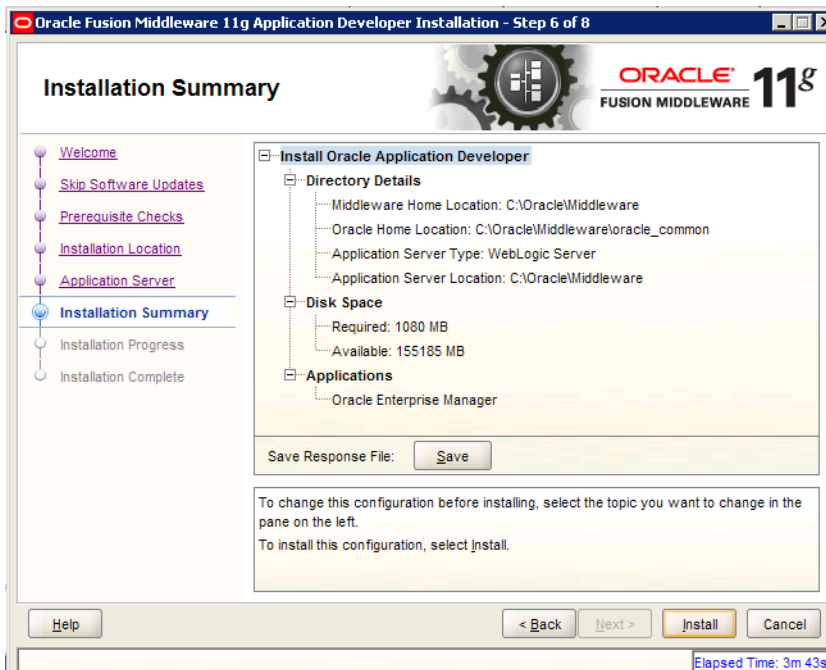 Oracle Fusion Middleware 11g Application Developer Installation - Step 6 of 8
Installation Summary
ORACLE
FUSION MIDDLEWARE 11g
Welcome
Skip Software Updates
Prerequisite Checks
Installation Location
Application Server
Installation Summary
Installation Progress
Installation Complete
Install Oracle Application Developer
Directory Details
Middleware Home Location: C:\Oracle\Middleware
Oracle Home Location: C:\Oracle\Middleware\oracle_common
Application Server Type: WebLogic Server
Application Server Location: C:\Oracle\Middleware
Disk Space
Required: 1080 MB
Available: 155185 MB
Applications
Oracle Enterprise Manager
Save Response File: Save
To change this configuration before installing, select the topic you want to change in the
pane on the left.
To install this configuration, select Install.
Help < Back Next > Install Cancel
Elapsed Time: 3m 43s